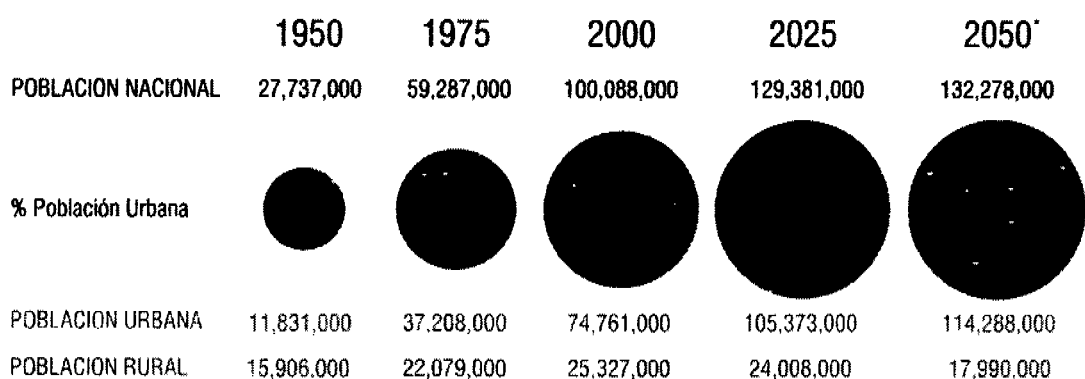 1950 1975 2000 2025 2050*
POBLACION NACIONAL 27,737,000 59,287,000 100,088,000 129,381,000 132,278,000
% Población Urbana
POBLACION URBANA 11,831,000 37,208,000 74,761,000 105,373,000 114,288,000
POBLACION RURAL 15,906,000 22,079,000 25,327,000 24,008,000 17,990,000